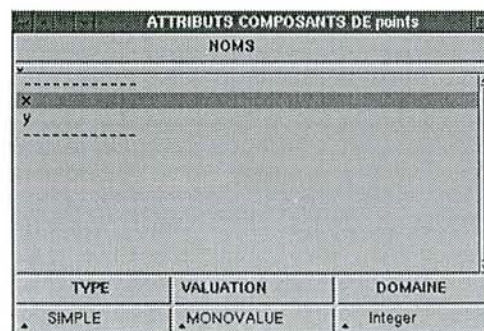 ATTRIBUTS COMPOSANTS DE points
NOMS
-------------
x
y
-------------
TYPE VALUATION DOMAINE
SIMPLE MONOVALUE Integer